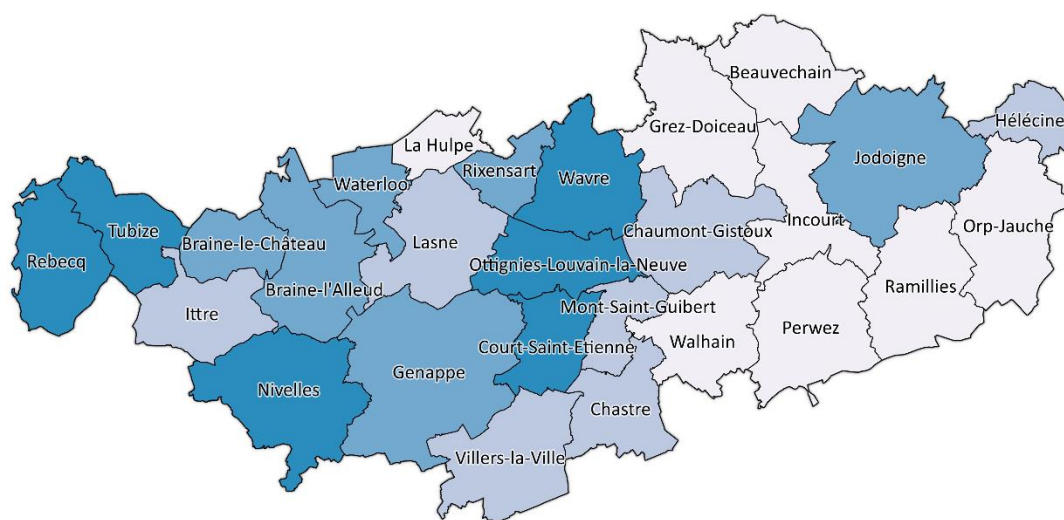 Beauvechain
Hélécine
Grez-Doiceau
La Hulpe
Jodoigne
Rixensart
Wavre
Waterloo
Incourt
Orp-Jauche
Tubize
Chaumont-Gistoux
Braine-le-Château
Lasne
Rebecq
Ottignies-Louvain-la-Neuve
Ramillies
Braine-l'Alleud
Ittre
Mont-Saint-Guibert
Perwez
Walhain
Court-Saint-Etienne
Genappe
Nivelles
Chastre
Villers-la-Ville